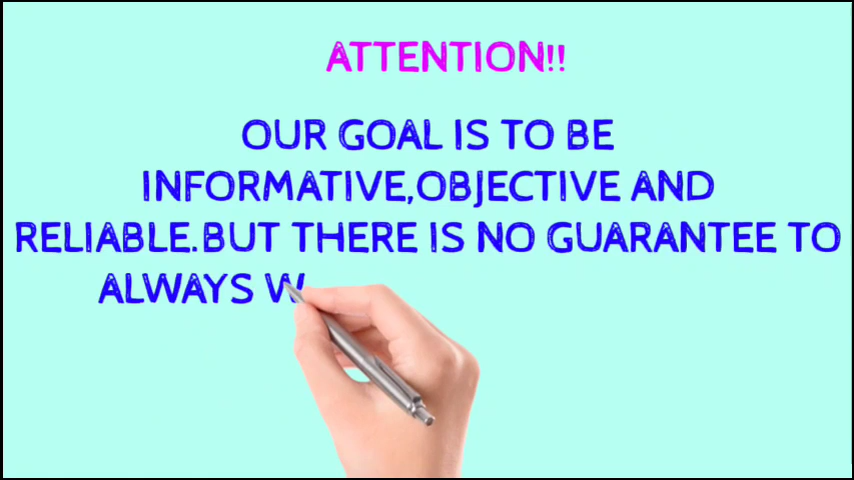 ATTENTION!!
OUR GOAL IS TO BE
INFORMATIVE,OBJECTIVE AND
RELIABLE.BUT THERE IS NO GUARANTEE TO
ALWAYS W